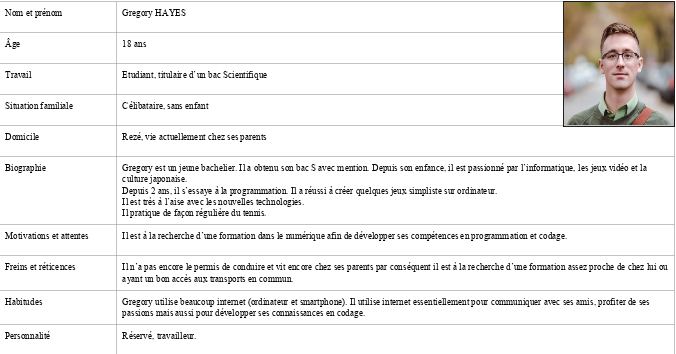 Nom et prénom Gregory HAYES
Âge 18 ans
Travail Etudiant, titulaire d'un bac Scientifique
Situation familiale Célibataire, sans enfant
Domicile Rezé, vie actuellement chez ses parents
Biographie Gregory est un jeune bachelier. Il a obtenu son bac S avec mention. Depuis son enfance, il est passionné par l'informatique, les jeux vidéo et la
culture japonaise.
Depuis 2 ans, il s'essaye à la programmation. Il a réussi à créer quelques jeux simpliste sur ordinateur.
Il est très à l'aise avec les nouvelles technologies.
Il pratique de façon régulière du tennis.
Motivations et attentes Il est à la recherche d'une formation dans le numérique afin de développer ses compétences en programmation et codage.
Freins et réticences Il n'a pas encore le permis de conduire et vit encore chez ses parents par conséquent il est à la recherche d'une formation assez proche de chez lui ou
ayant un bon accès aux transports en commun.
Habitudes Gregory utilise beaucoup internet (ordinateur et smartphone). Il utilise internet essentiellement pour communiquer avec ses amis, profiter de ses
passions mais aussi pour développer ses connaissances en codage.
Personnalité Réservé, travailleur.